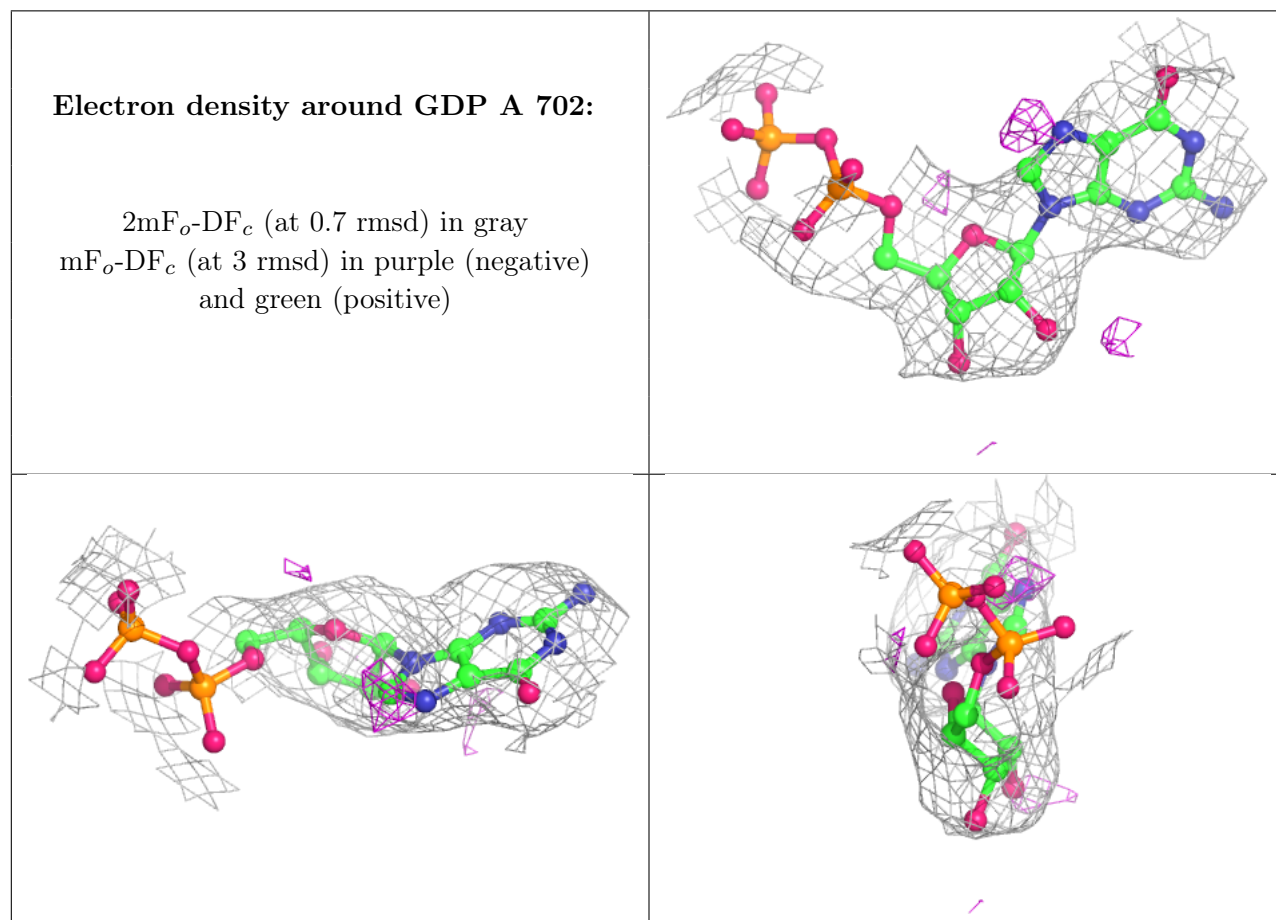 Electron density around GDP A 702:
2mFo-DFc (at 0.7 rmsd) in gray
mFo-DFc (at 3 rmsd) in purple (negative)
and green (positive)